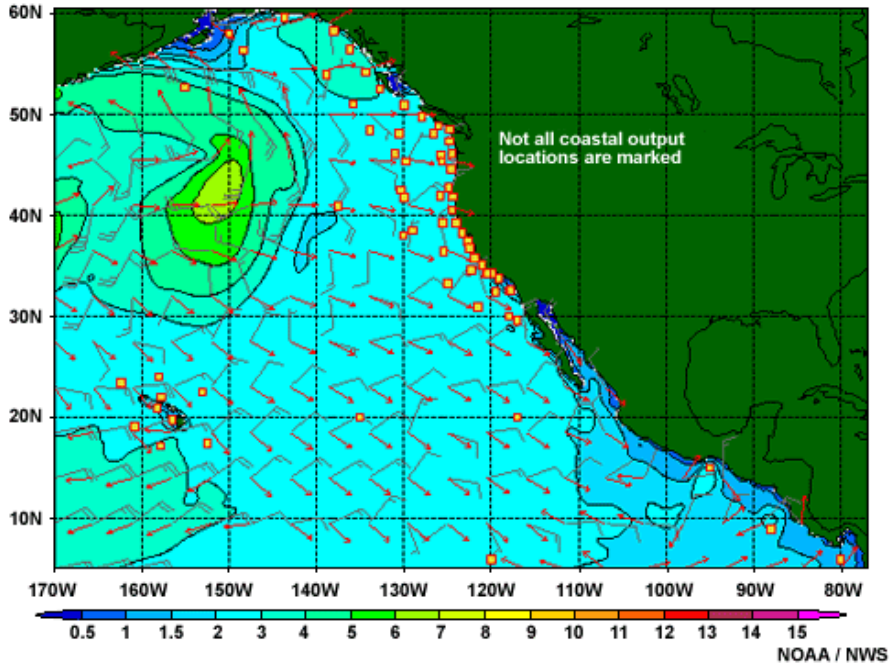 60N
50N
Not all coastal output
locations are marked
40N
30N
20N
10N
170W 160W 150W 140W 130W 120W 110W 100W 90W 80W
0.5 1 1.5 2 3 4 5 6 7 8 9 10 11 12 13 14 15
NOAA / NWS